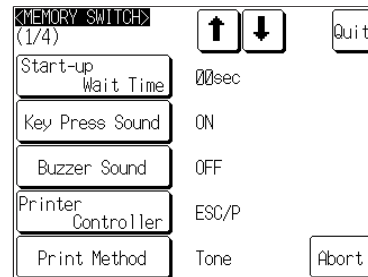 <MEMORY SWITCH>
(1/4)
Quit
Start-up
Wait Time
00sec
Key Press Sound
ON
Buzzer Sound
OFF
Printer
Controller
ESC/P
Print Method
Tone
Abort